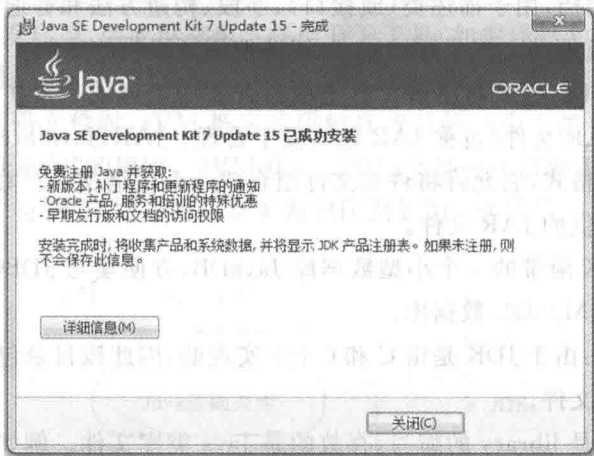 Java SE Development Kit 7 Update 15 - 完成
Java™
ORACLE
Java SE Development Kit 7 Update 15 已成功安装
免费注册 Java 并获取:
- 新版本, 补丁程序和更新程序的通知
- Oracle 产品, 服务和培训的特殊优惠
- 早期发行版和文档的访问权限
安装完成时, 将收集产品和系统数据, 并将显示 JDK 产品注册表。如果未注册, 则
不会保存此信息。
详细信息(M)
关闭(C)